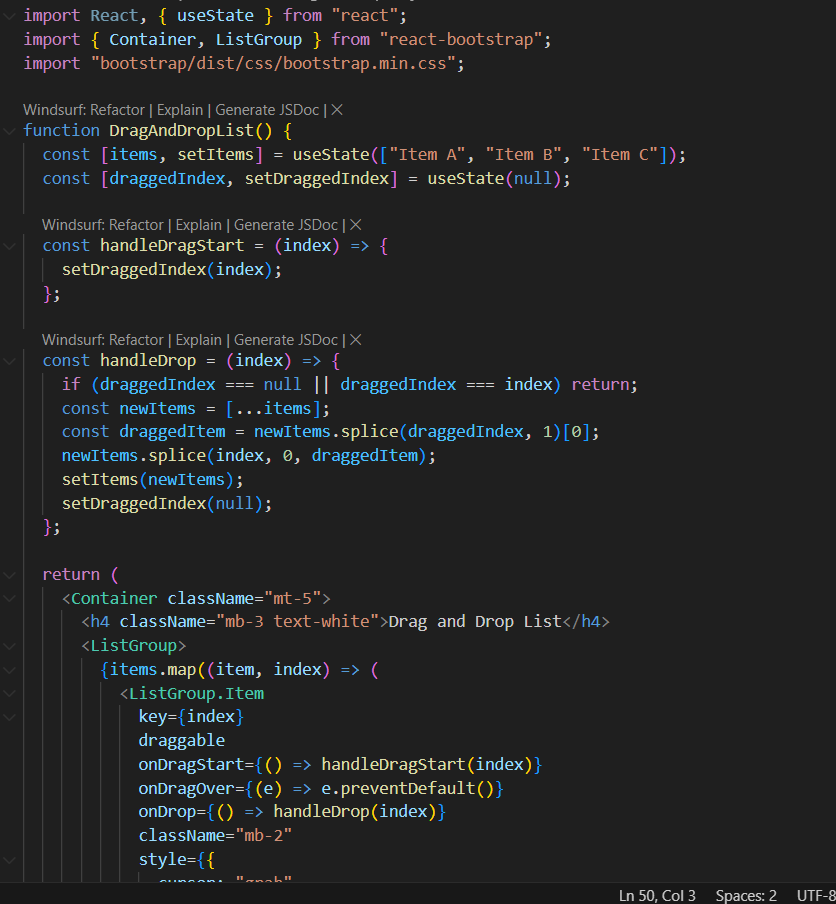 import React, { useState } from "react";
import { Container, ListGroup } from "react-bootstrap";
import "bootstrap/dist/css/bootstrap.min.css";
Windsurf: Refactor | Explain | Generate JSDoc | ×
function DragAndDropList() {
const [items, setItems] = useState(["Item A", "Item B", "Item C"]);
const [draggedIndex, setDraggedIndex] = useState(null);
Windsurf: Refactor | Explain | Generate JSDoc | ×
const handleDragStart = (index) => {
setDraggedIndex(index);
};
Windsurf: Refactor | Explain | Generate JSDoc | ×
const handleDrop = (index) => {
if (draggedIndex === null || draggedIndex === index) return;
const newItems = [...items];
const draggedItem = newItems.splice(draggedIndex, 1)[0];
newItems.splice(index, 0, draggedItem);
setItems(newItems);
setDraggedIndex(null);
};
return (
<Container className="mt-5">
<h4 className="mb-3 text-white">Drag and Drop List</h4>
<ListGroup>
{items.map((item, index) => (
<ListGroup.Item
key={index}
draggable
onDragStart={() => handleDragStart(index)}
onDragOver={(e) => e.preventDefault()}
onDrop={() => handleDrop(index)}
className="mb-2"
style={{
cursor: "grab"
Ln 50, Col 3 Spaces: 2 UTF-8